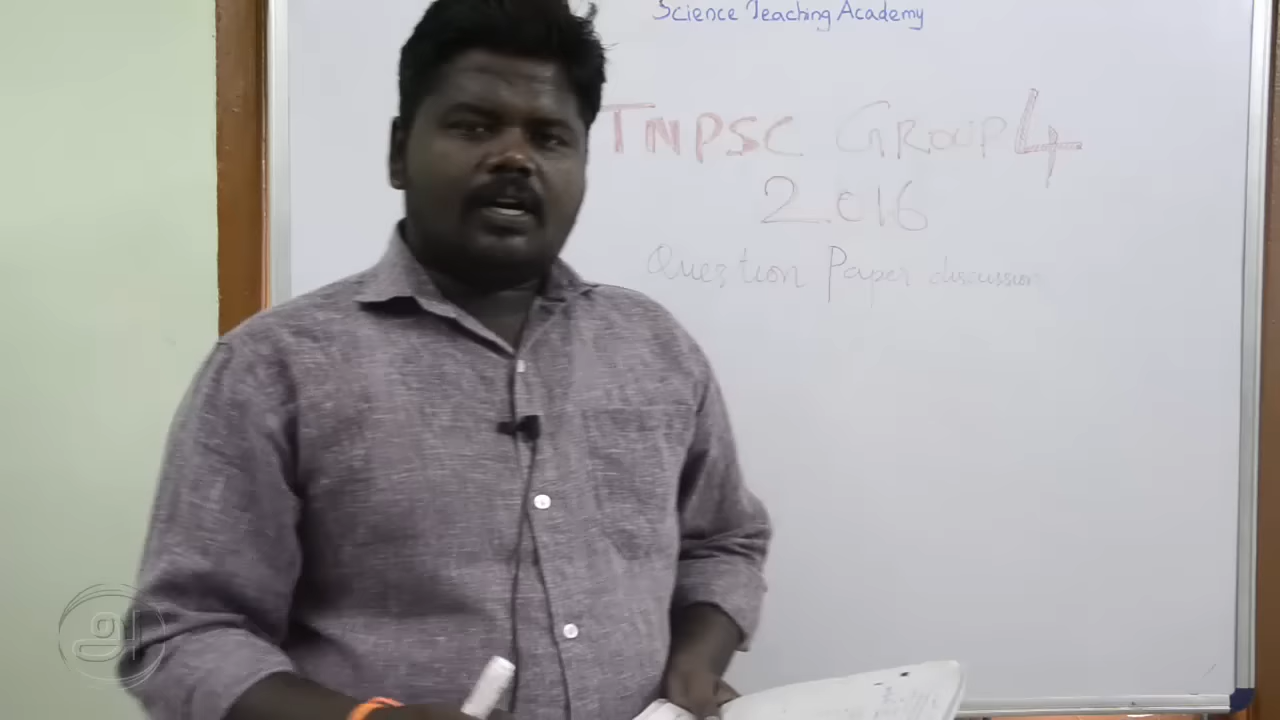 Science Teaching Academy
TNPSC GROUP 4
2016
Question Paper discussion
அ